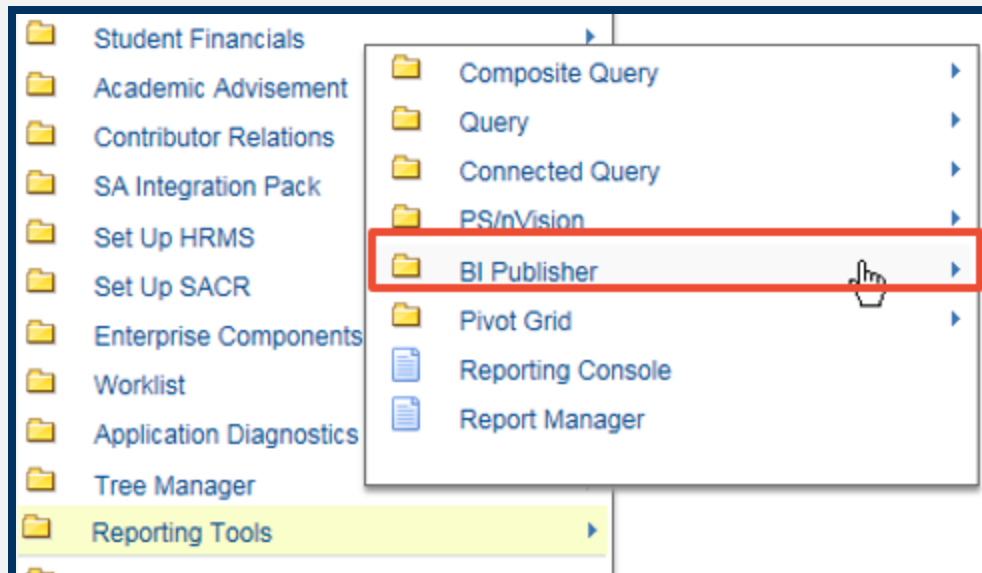 Student Financials
Academic Advisement
Contributor Relations
SA Integration Pack
Set Up HRMS
Set Up SACR
Enterprise Components
Worklist
Application Diagnostics
Tree Manager
Reporting Tools
Composite Query
Query
Connected Query
PS/nVision
BI Publisher
Pivot Grid
Reporting Console
Report Manager